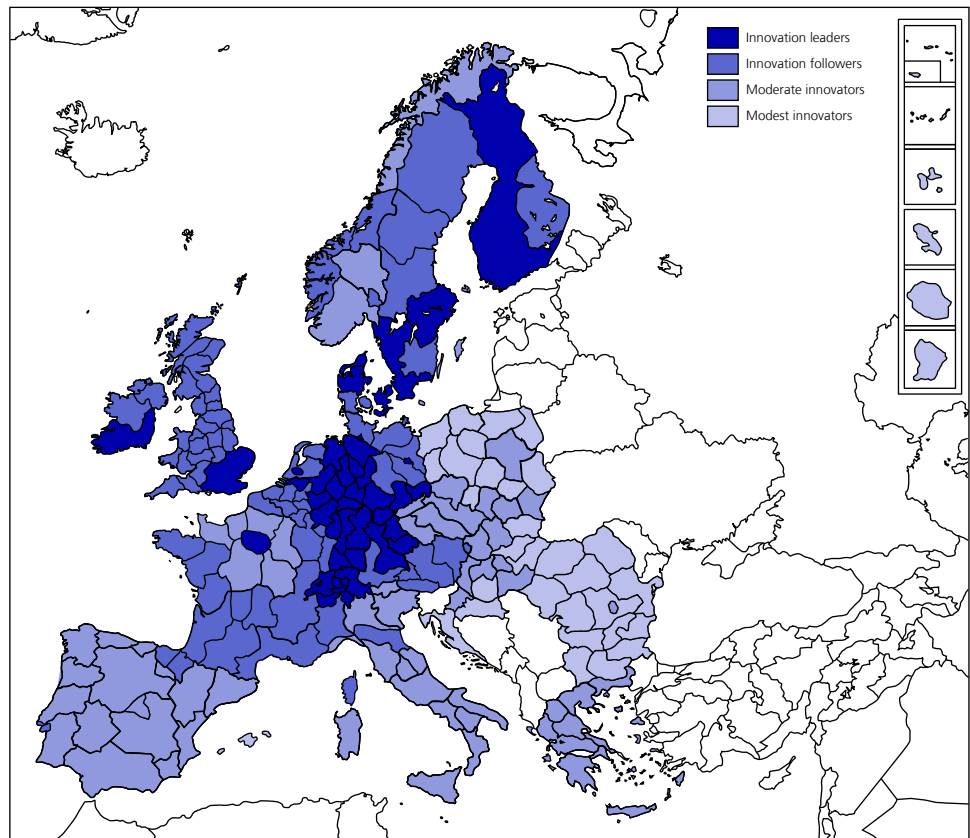 Innovation leaders
Innovation followers
Moderate innovators
Modest innovators